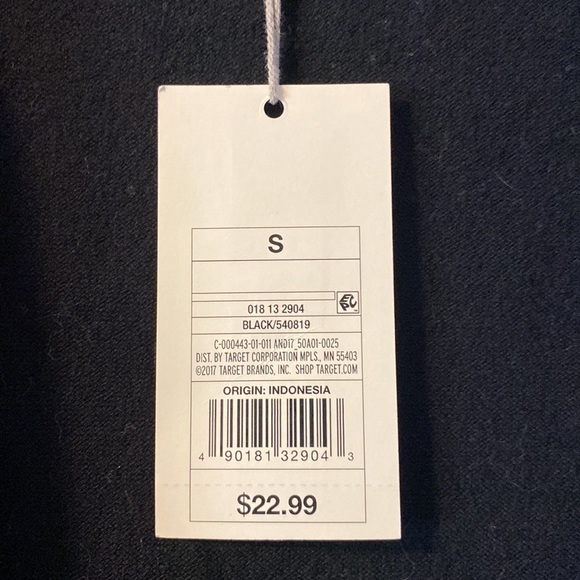 S
EPC
018 13 2904
BLACK/540819
C-000443-01-011 AND17_50A01-0025
DIST. BY TARGET CORPORATION MPLS., MN 55403
©2017 TARGET BRANDS, INC. SHOP TARGET.COM
ORIGIN: INDONESIA
4 90181 32904 3
$22.99